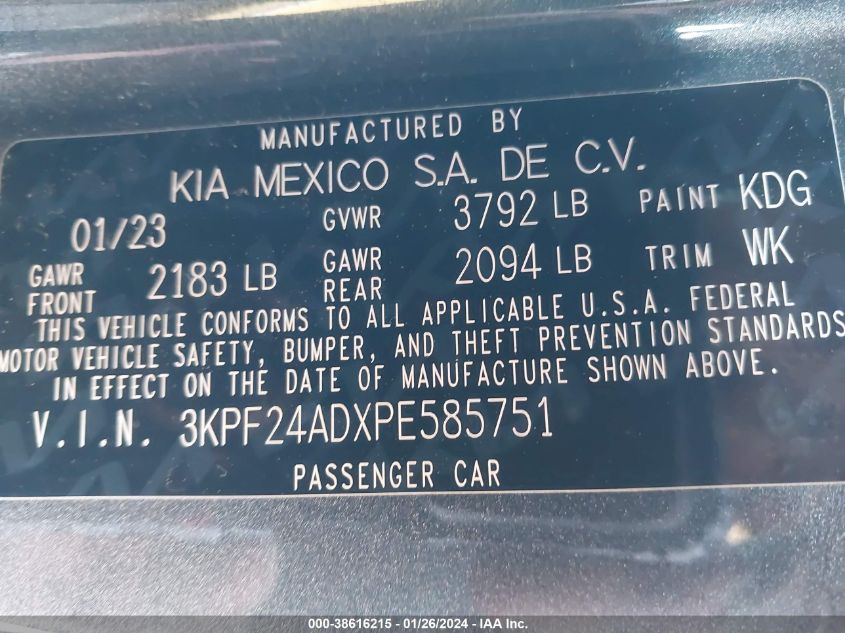 MANUFACTURED BY
KIA MEXICO S.A. DE C.V.
01/23 GVWR 3792 LB PAINT KDG
GAWR FRONT 2183 LB GAWR REAR 2094 LB TRIM WK
THIS VEHICLE CONFORMS TO ALL APPLICABLE U.S.A. FEDERAL
MOTOR VEHICLE SAFETY, BUMPER, AND THEFT PREVENTION STANDARDS
IN EFFECT ON THE DATE OF MANUFACTURE SHOWN ABOVE.
V.I.N. 3KPF24ADXPE585751
PASSENGER CAR
000-38616215 - 01/26/2024 - IAA Inc.